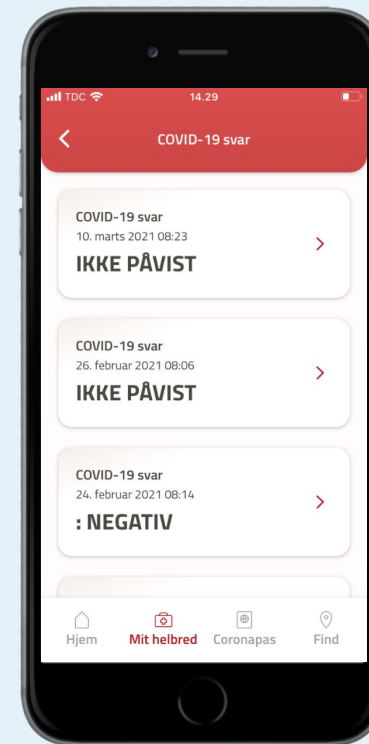 TDC 14.29
COVID-19 svar
COVID-19 svar
10. marts 2021 08:23
IKKE PÅVIST
COVID-19 svar
26. februar 2021 08:06
IKKE PÅVIST
COVID-19 svar
24. februar 2021 08:14
: NEGATIV
Hjem Mit helbred Coronapas Find